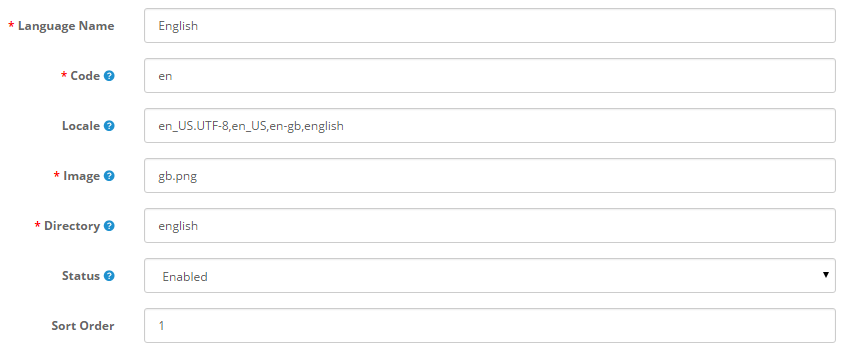 * Language Name English
* Code ? en
Locale ? en_US.UTF-8,en_US,en-gb,english
* Image ? gb.png
* Directory ? english
Status ? Enabled
Sort Order 1